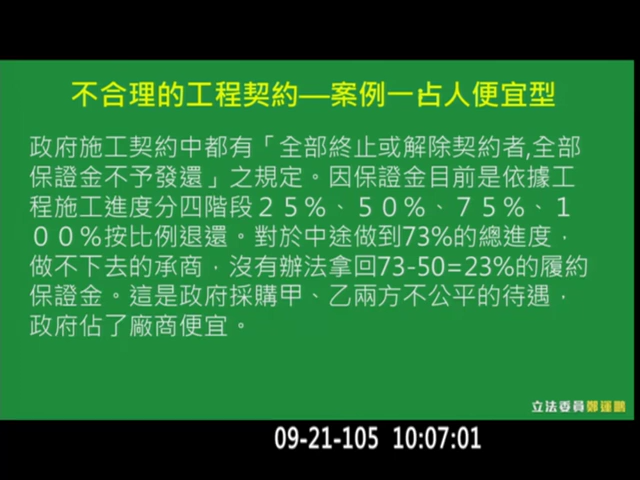 不合理的工程契約—案例一占人便宜型
政府施工契約中都有「全部終止或解除契約者,全部
保證金不予發還」之規定。因保證金目前是依據工
程施工進度分四階段２５%、５０%、７５%、１
００%按比例退還。對於中途做到73%的總進度，
做不下去的承商，沒有辦法拿回73-50=23%的履約
保證金。這是政府採購甲、乙兩方不公平的待遇，
政府佔了廠商便宜。
立法委員鄭運鵬
09-21-105 10:07:01